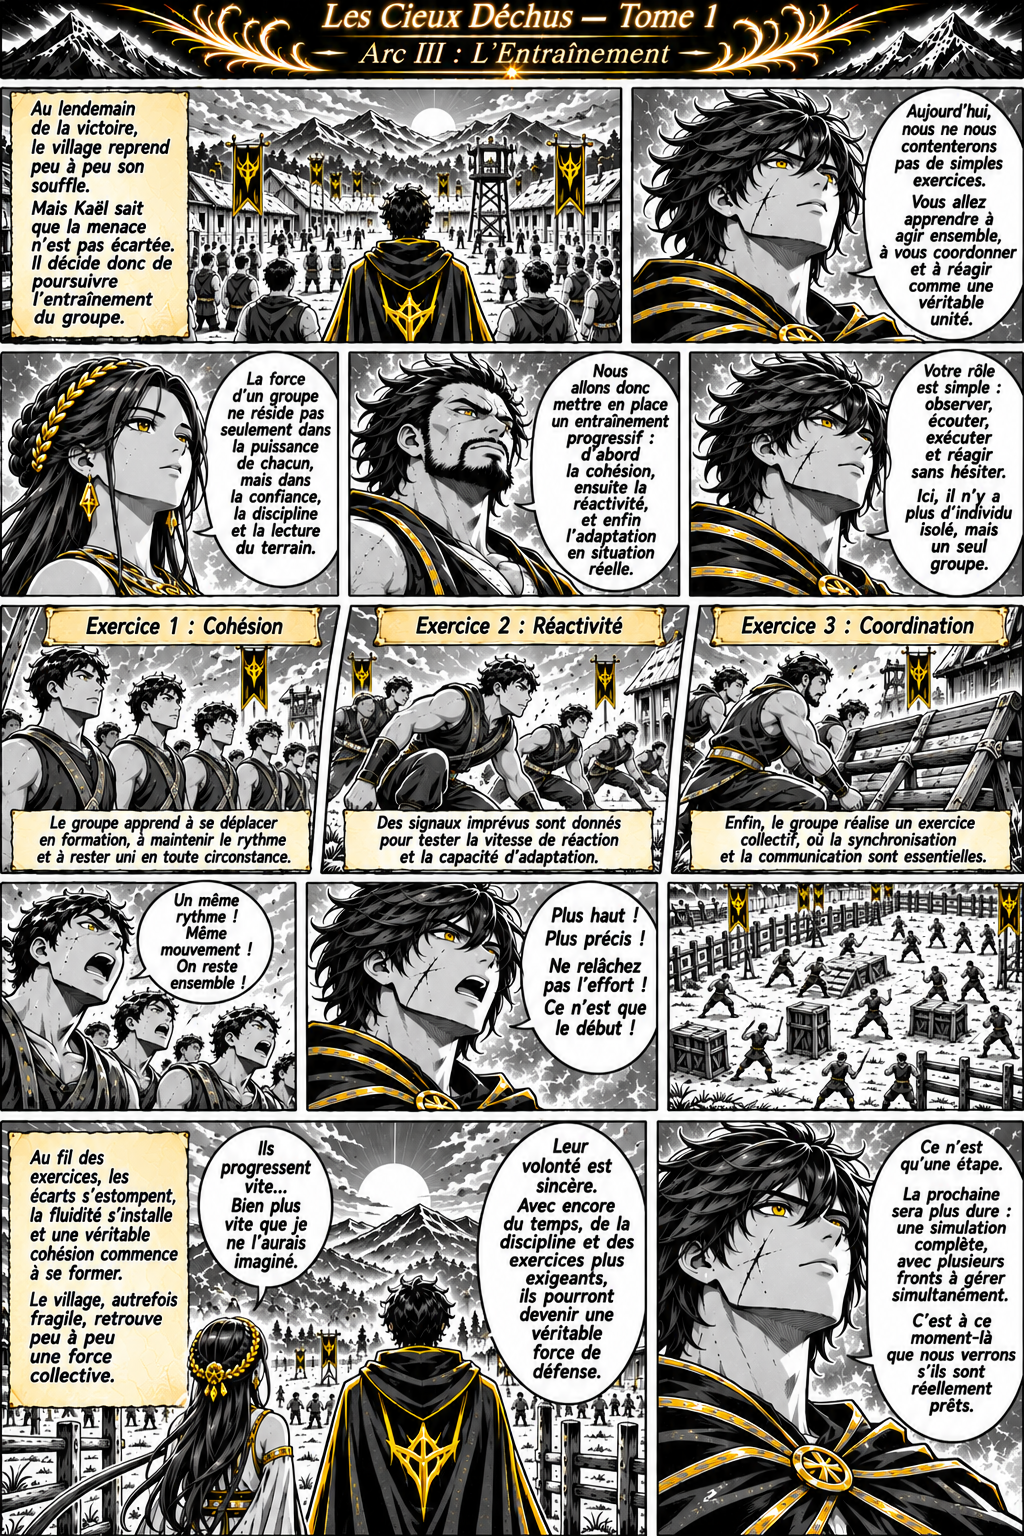 Les Cieux Déchus — Tome 1
Arc III : L'Entraînement
Au lendemain
de la victoire,
le village reprend
peu à peu son
souffle.
Mais Kaël sait
que la menace
n'est pas écartée.
Il décide donc de
poursuivre
l'entraînement
du groupe.
Aujourd'hui,
nous ne nous
contenterons
pas de simples
exercices.
Vous allez
apprendre à
agir ensemble,
à vous coordonner
et à réagir
comme une
véritable
unité.
La force
d'un groupe
ne réside pas
seulement dans
la puissance
de chacun,
mais dans
la confiance,
la discipline
et la lecture
du terrain.
Nous
allons donc
mettre en place
un entraînement
progressif :
d'abord
la cohésion,
ensuite la
réactivité,
et enfin
l'adaptation
en situation
réelle.
Votre rôle
est simple :
observer,
écouter,
exécuter
et réagir
sans hésiter.
Ici, il n'y a
plus d'individu
isolé, mais
un seul
groupe.
Exercice 1 : Cohésion
Le groupe apprend à se déplacer
en formation, à maintenir le rythme
et à rester uni en toute circonstance.
Exercice 2 : Réactivité
Des signaux imprévus sont donnés
pour tester la vitesse de réaction
et la capacité d'adaptation.
Exercice 3 : Coordination
Enfin, le groupe réalise un exercice
collectif, où la synchronisation
et la communication sont essentielles.
Un même
rythme !
Même
mouvement !
On reste
ensemble !
Plus haut !
Plus précis !
Ne relâchez
pas l'effort !
Ce n'est que
le début !
Au fil des
exercices, les
écarts s'estompent,
la fluidité s'installe
et une véritable
cohésion commence
à se former.
Le village, autrefois
fragile, retrouve
peu à peu
une force
collective.
Ils
progressent
vite...
Bien plus
vite que je
ne l'aurais
imaginé.
Leur
volonté est
sincère.
Avec encore
du temps, de la
discipline et des
exercices plus
exigeants,
ils pourront
devenir une
véritable
force de
défense.
Ce n'est
qu'une étape.
La prochaine
sera plus dure :
une simulation
complète,
avec plusieurs
fronts à gérer
simultanément.
C'est à ce
moment-là
que nous verrons
s'ils sont
réellement
prêts.